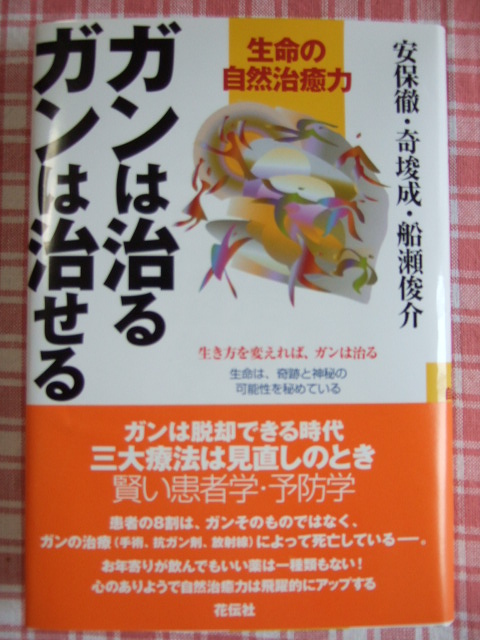 安保徹・奇埈成・船瀬俊介
生命の
自然治癒力
ガンは治る
ガンは治せる
生き方を変えれば、ガンは治る
生命は、奇跡と神秘の
可能性を秘めている
ガンは脱却できる時代
三大療法は見直しのとき
賢い患者学・予防学
患者の8割は、ガンそのものではなく、
ガンの治療(手術、抗ガン剤、放射線)によって死亡している──。
お年寄りが飲んでもいい薬は一種類もない!
心のありようで自然治癒力は飛躍的にアップする
花伝社